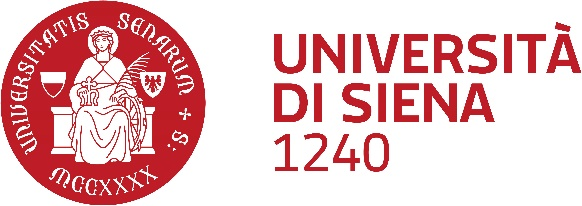 UNIVERSITATIS SENARUM + S:
MCCXXXX
UNIVERSITÀ
DI SIENA
1240